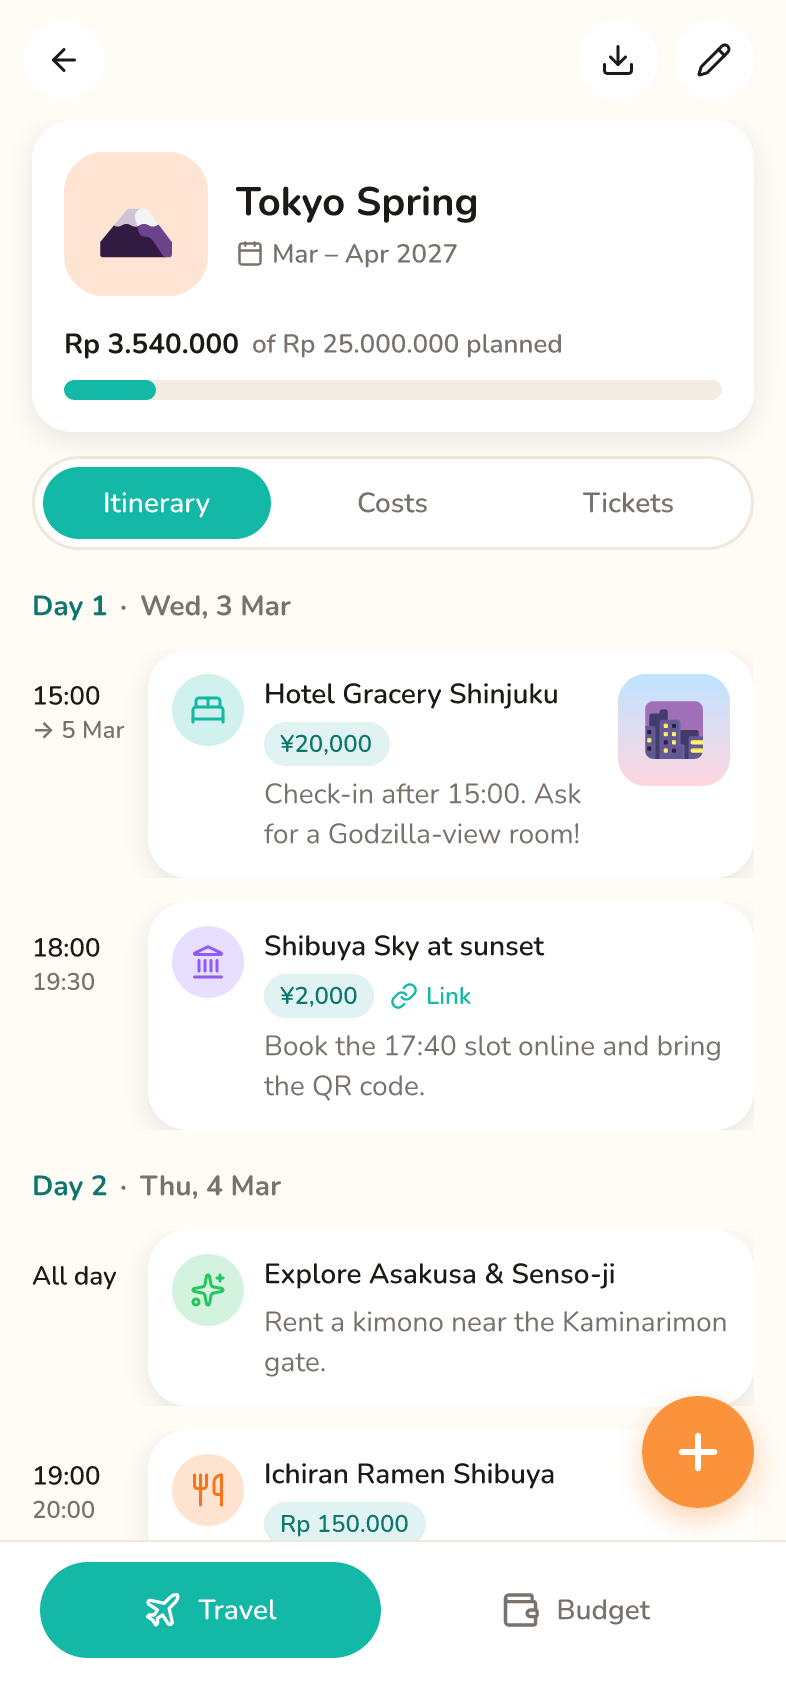 Tokyo Spring
Mar – Apr 2027
Rp 3.540.000 of Rp 25.000.000 planned
Itinerary
Costs
Tickets
Day 1 · Wed, 3 Mar
15:00
→ 5 Mar
Hotel Gracery Shinjuku
¥20,000
Check-in after 15:00. Ask
for a Godzilla-view room!
18:00
19:30
Shibuya Sky at sunset
¥2,000
Link
Book the 17:40 slot online and bring
the QR code.
Day 2 · Thu, 4 Mar
All day
Explore Asakusa & Senso-ji
Rent a kimono near the Kaminarimon
gate.
19:00
20:00
Ichiran Ramen Shibuya
Rp 150.000
Travel
Budget